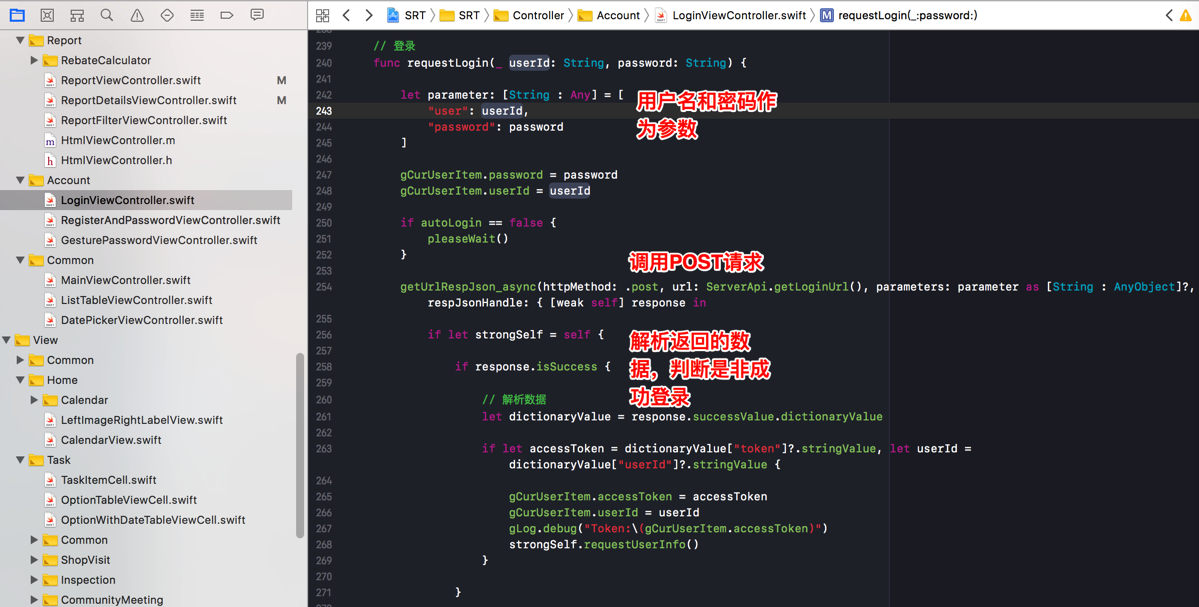 SRT SRT Controller Account LoginViewController.swift M requestLogin(_:password:)
Report
RebateCalculator
ReportViewController.swift M
ReportDetailsViewController.swift M
ReportFilterViewController.swift
m HtmlViewController.m
h HtmlViewController.h
Account
LoginViewController.swift
RegisterAndPasswordViewController.swift
GesturePasswordViewController.swift
Common
MainViewController.swift
ListTableViewController.swift
DatePickerViewController.swift
View
Common
Home
Calendar
LeftImageRightLabelView.swift
CalendarView.swift
Task
TaskItemCell.swift
OptionTableViewCell.swift
OptionWithDateTableViewCell.swift
Common
ShopVisit
Inspection
CommunityMeeting
239 // 登录
240 func requestLogin(_ userId: String, password: String) {
241
242 let parameter: [String : Any] = [
243 "user": userId,
244 "password": password
245 ]
246
247 gCurUserItem.password = password
248 gCurUserItem.userId = userId
249
250 if autoLogin == false {
251 pleaseWait()
252 }
253
254 getUrlRespJson_async(httpMethod: .post, url: ServerApi.getLoginUrl(), parameters: parameter as [String : AnyObject]?,
respJsonHandle: { [weak self] response in
255
256 if let strongSelf = self {
257
258 if response.isSuccess {
259
260 // 解析数据
261 let dictionaryValue = response.successValue.dictionaryValue
262
263 if let accessToken = dictionaryValue["token"]?.stringValue, let userId =
dictionaryValue["userId"]?.stringValue {
264
265 gCurUserItem.accessToken = accessToken
266 gCurUserItem.userId = userId
267 gLog.debug("Token:\(gCurUserItem.accessToken)")
268 strongSelf.requestUserInfo()
269 }
270
271 }
用户名和密码作
为参数
调用POST请求
解析返回的数
据，判断是非成
功登录